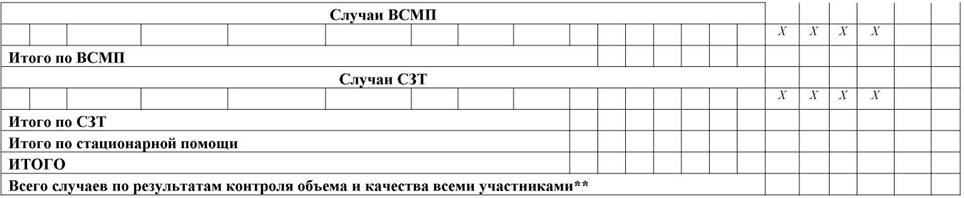 Случаи ВСМП
X X X X
Итого по ВСМП
Случаи СЗТ
X X X X
Итого по СЗТ
Итого по стационарной помощи
ИТОГО
Всего случаев по результатам контроля объема и качества всеми участниками**